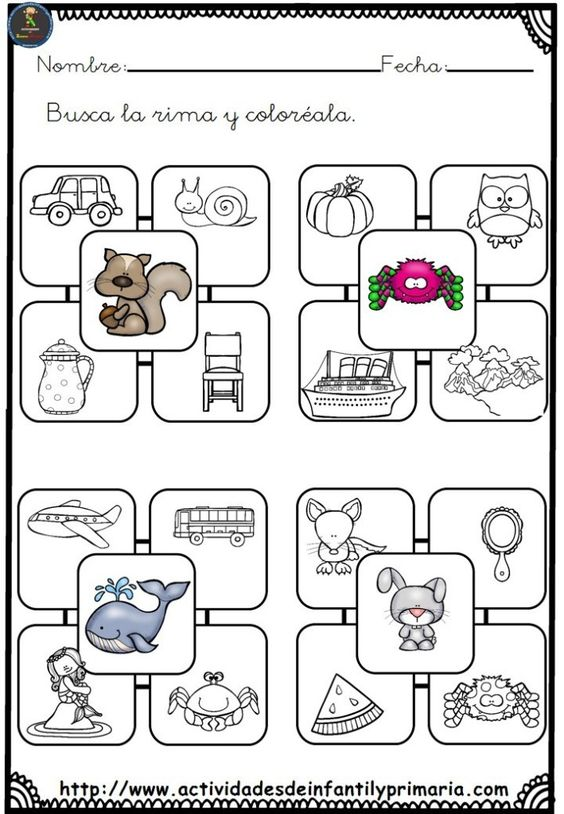 Nombre:
Fecha:
Busca la rima y coloréala.
http://www.actividadesdeinfantilyprimaria.com